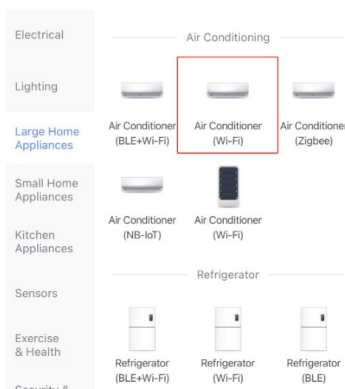 Electrical
Lighting
Large Home
Appliances
Small Home
Appliances
Kitchen
Appliances
Sensors
Exercise
& Health
Security &
Air Conditioning
Air Conditioner
(BLE+Wi-Fi)
Air Conditioner
(Wi-Fi)
Air Conditioner
(Zigbee)
Air Conditioner
(NB-IoT)
Air Conditioner
(Wi-Fi)
Refrigerator
Refrigerator
(BLE+Wi-Fi)
Refrigerator
(Wi-Fi)
Refrigerator
(BLE)